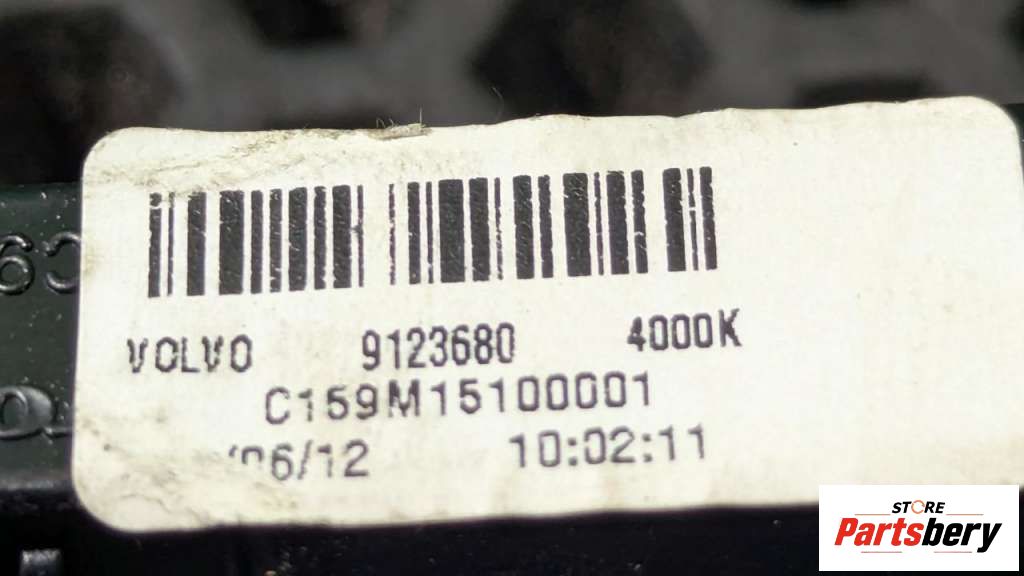 VOLVO 9123680 4000K
C159M15100001
/06/12 10:02:11
STORE
Partsbery